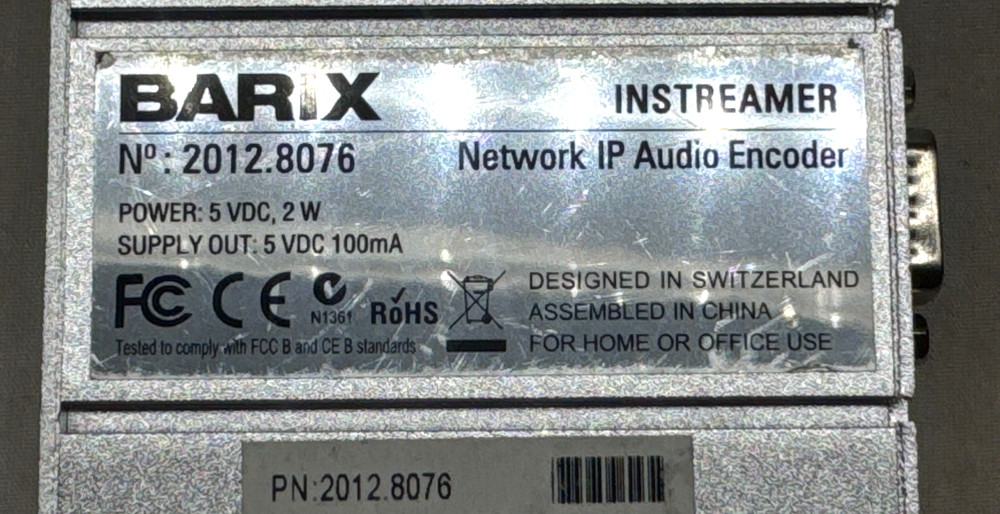 BARIX
INSTREAMER
Nº: 2012.8076
Network IP Audio Encoder
POWER: 5 VDC, 2 W
SUPPLY OUT: 5 VDC 100mA
FC CE N1361 RoHS
Tested to comply with FCC B and CE B standards
DESIGNED IN SWITZERLAND
ASSEMBLED IN CHINA
FOR HOME OR OFFICE USE
PN:2012.8076